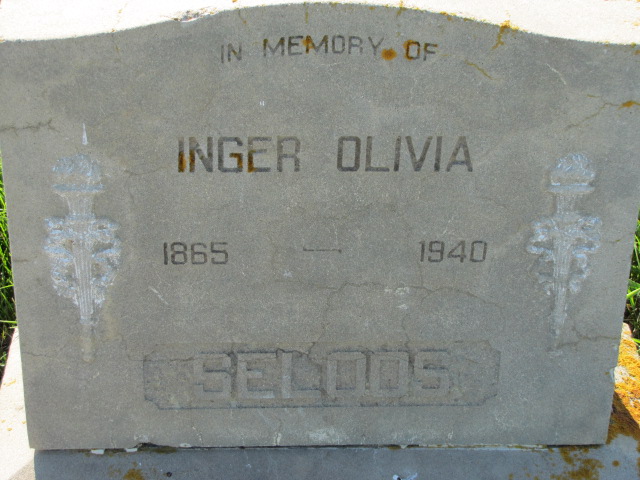 IN MEMORY OF
INGER OLIVIA
1865 — 1940
SELOOS